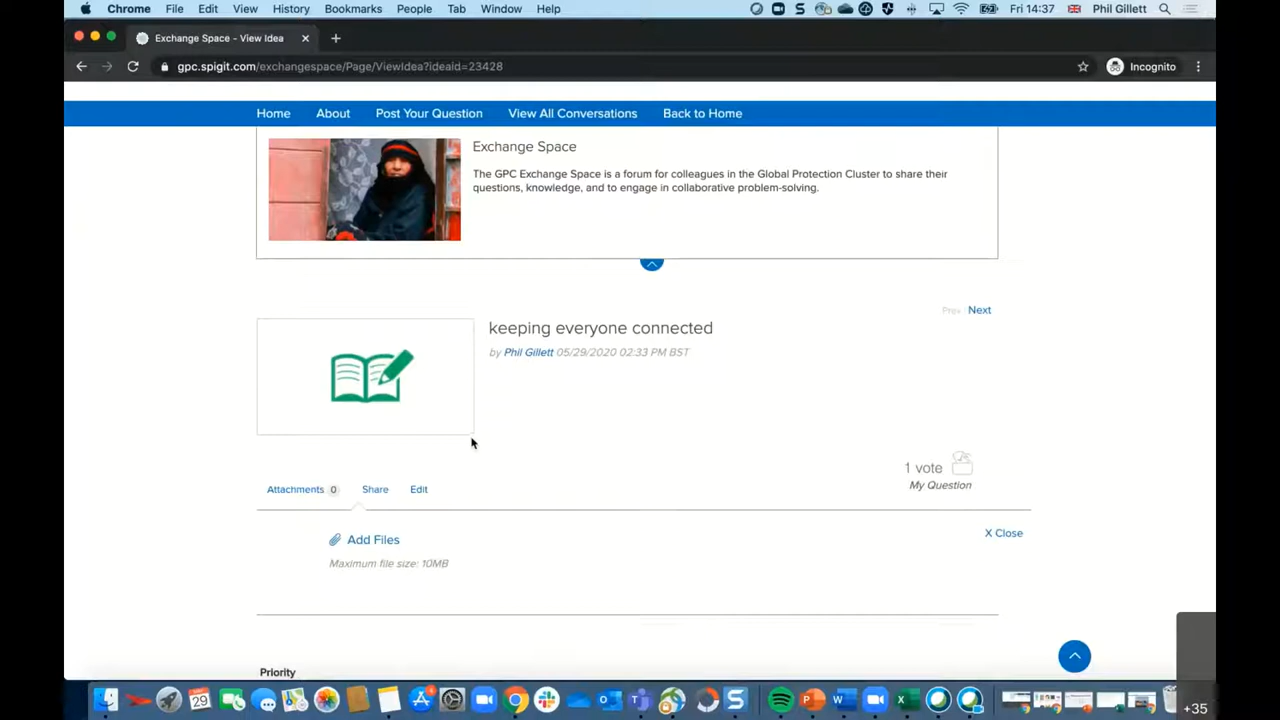 Chrome File Edit View History Bookmarks People Tab Window Help Fri 14:37 Phil Gillett
Exchange Space - View Idea
gpc.spigit.com/exchangespace/Page/ViewIdea?ideaid=23428 Incognito
Home About Post Your Question View All Conversations Back to Home
Exchange Space
The GPC Exchange Space is a forum for colleagues in the Global Protection Cluster to share their
questions, knowledge, and to engage in collaborative problem-solving.
Prev Next
keeping everyone connected
by Phil Gillett 05/29/2020 02:33 PM BST
1 vote
My Question
Attachments 0 Share Edit
Add Files
X Close
Maximum file size: 10MB
Priority
29
+35